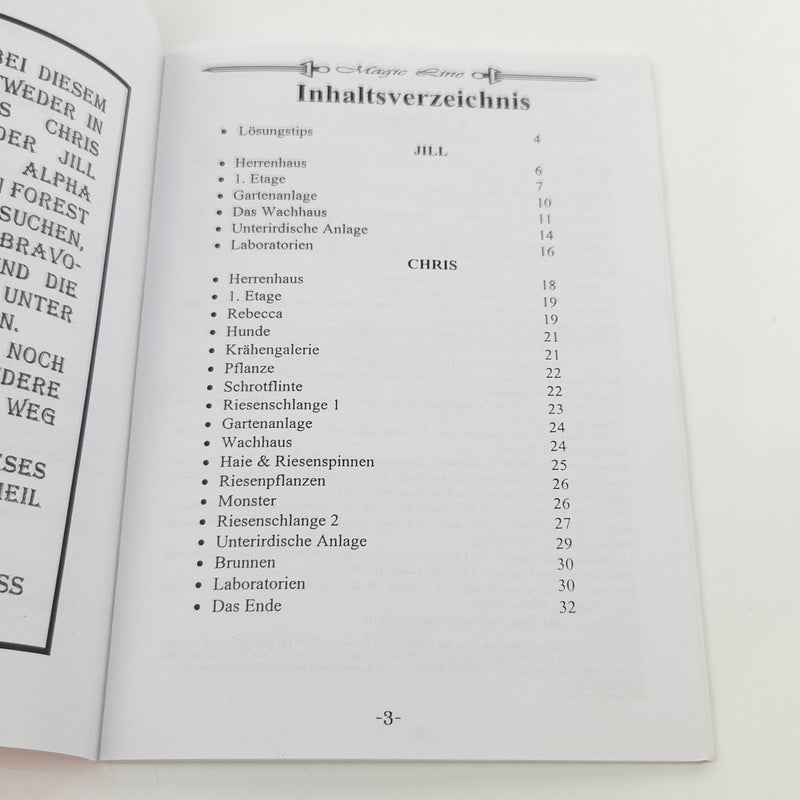 BEI DIESEM
TWEDER IN
S CHRIS
DER JILL
ALPHA
N FOREST
SUCHEN,
BRAVO-
ND DIE
UNTER
N.
NOCH
DERE
WEG
ESES
HEIL
SS
Magic Line
Inhaltsverzeichnis
• Lösungstips 4
JILL
• Herrenhaus 6
• 1. Etage 7
• Gartenanlage 10
• Das Wachhaus 11
• Unterirdische Anlage 14
• Laboratorien 16
CHRIS
• Herrenhaus 18
• 1. Etage 19
• Rebecca 19
• Hunde 21
• Krähengalerie 21
• Pflanze 22
• Schrotflinte 22
• Riesenschlange 1 23
• Gartenanlage 24
• Wachhaus 24
• Haie & Riesenspinnen 25
• Riesenpflanzen 26
• Monster 26
• Riesenschlange 2 27
• Unterirdische Anlage 29
• Brunnen 30
• Laboratorien 30
• Das Ende 32
-3-